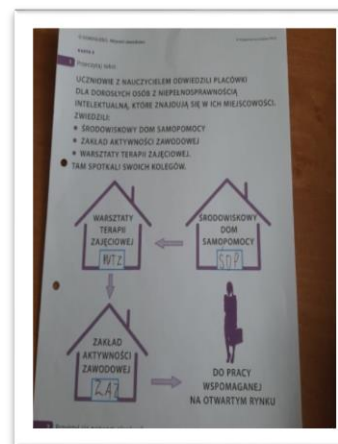 Przeczytaj tekst.
UCZNIOWIE Z NAUCZYCIELEM ODWIEDZILI PLACÓWKI
DLA DOROSŁYCH OSÓB Z NIEPEŁNOSPRAWNOŚCIĄ
INTELEKTUALNĄ, KTÓRE ZNAJDUJĄ SIĘ W ICH MIEJSCOWOŚCI.
ZWIEDZILI:
• ŚRODOWISKOWY DOM SAMOPOMOCY
• ZAKŁAD AKTYWNOŚCI ZAWODOWEJ
• WARSZTATY TERAPII ZAJĘCIOWEJ.
TAM SPOTKALI SWOICH KOLEGÓW.
WARSZTATY
TERAPII
ZAJĘCIOWEJ
WTZ
ŚRODOWISKOWY
DOM
SAMOPOMOCY
SDP
ZAKŁAD
AKTYWNOŚCI
ZAWODOWEJ
ZAZ
DO PRACY
WSPOMAGANEJ
NA OTWARTYM RYNKU